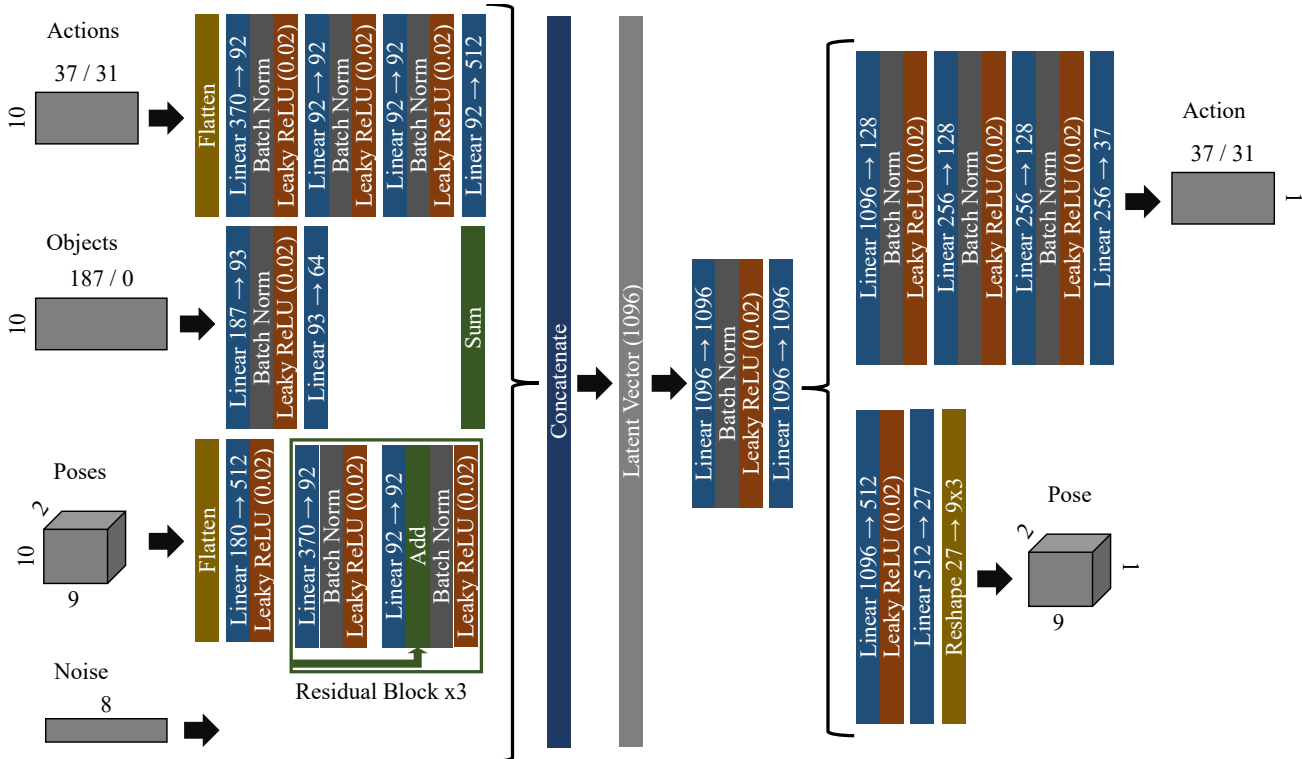 Actions
37 / 31
10
Flatten
Linear 370 → 92
Batch Norm
Leaky ReLU (0.02)
Linear 92 → 92
Batch Norm
Leaky ReLU (0.02)
Linear 92 → 92
Batch Norm
Leaky ReLU (0.02)
Linear 92 → 512
Objects
187 / 0
10
Linear 187 → 93
Batch Norm
Leaky ReLU (0.02)
Linear 93 → 64
Sum
Poses
2
10
9
Flatten
Linear 180 → 512
Leaky ReLU (0.02)
Linear 370 → 92
Batch Norm
Leaky ReLU (0.02)
Linear 92 → 92
Add
Batch Norm
Leaky ReLU (0.02)
Residual Block x3
Noise
8
Concatenate
Latent Vector (1096)
Linear 1096 → 1096
Batch Norm
Leaky ReLU (0.02)
Linear 1096 → 1096
Linear 1096 → 128
Batch Norm
Leaky ReLU (0.02)
Linear 256 → 128
Batch Norm
Leaky ReLU (0.02)
Linear 256 → 128
Batch Norm
Leaky ReLU (0.02)
Linear 256 → 37
Action
37 / 31
1
Linear 1096 → 512
Leaky ReLU (0.02)
Linear 512 → 27
Reshape 27 → 9x3
Pose
2
1
9